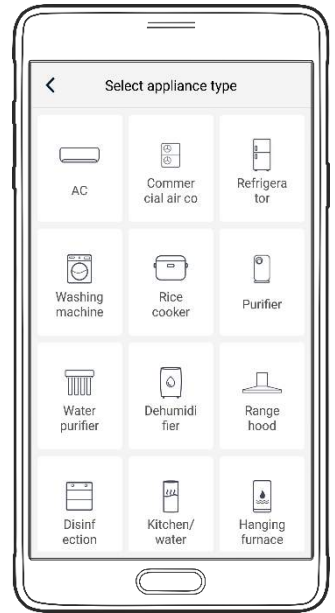 Select appliance type
AC
Commer
cial air co
Refrigera
tor
Washing
machine
Rice
cooker
Purifier
Water
purifier
Dehumidi
fier
Range
hood
Disinf
ection
Kitchen/
water
Hanging
furnace